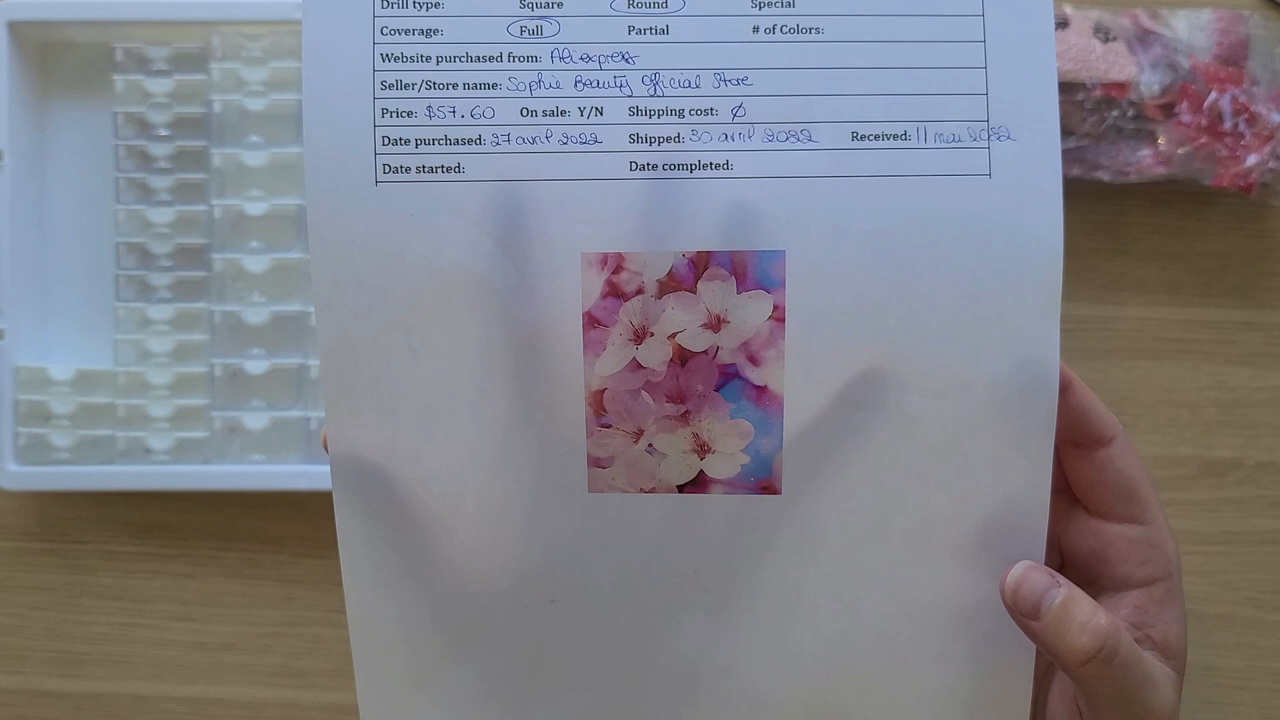 Drill type: Square Round Special
Coverage: Full Partial # of Colors:
Website purchased from: Aliexpress
Seller/Store name: Sophie Beauty Official Store
Price: $57.60 On sale: Y/N Shipping cost: Ø
Date purchased: 27 avril 2022 Shipped: 30 avril 2022 Received: 11 mai 2022
Date started: Date completed: